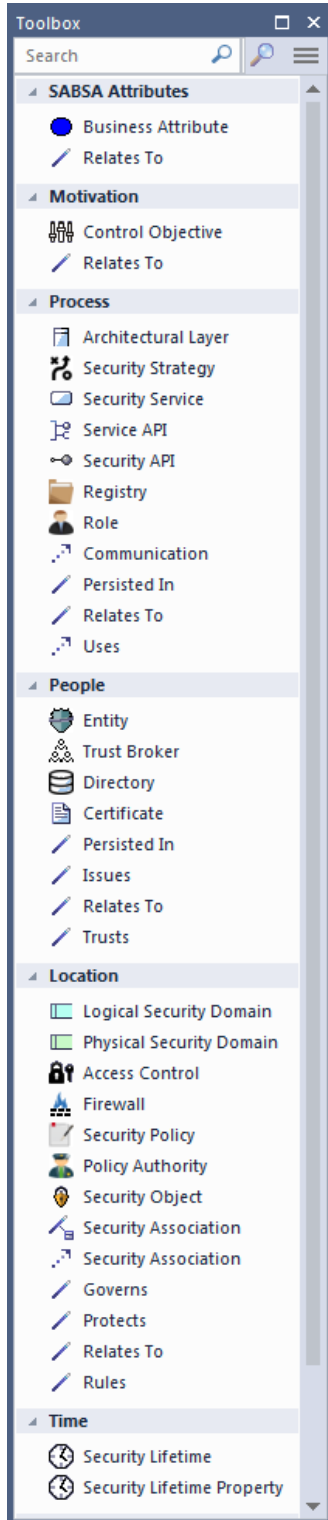 Toolbox
Search
SABSA Attributes
Business Attribute
Relates To
Motivation
Control Objective
Relates To
Process
Architectural Layer
Security Strategy
Security Service
Service API
Security API
Registry
Role
Communication
Persisted In
Relates To
Uses
People
Entity
Trust Broker
Directory
Certificate
Persisted In
Issues
Relates To
Trusts
Location
Logical Security Domain
Physical Security Domain
Access Control
Firewall
Security Policy
Policy Authority
Security Object
Security Association
Security Association
Governs
Protects
Relates To
Rules
Time
Security Lifetime
Security Lifetime Property